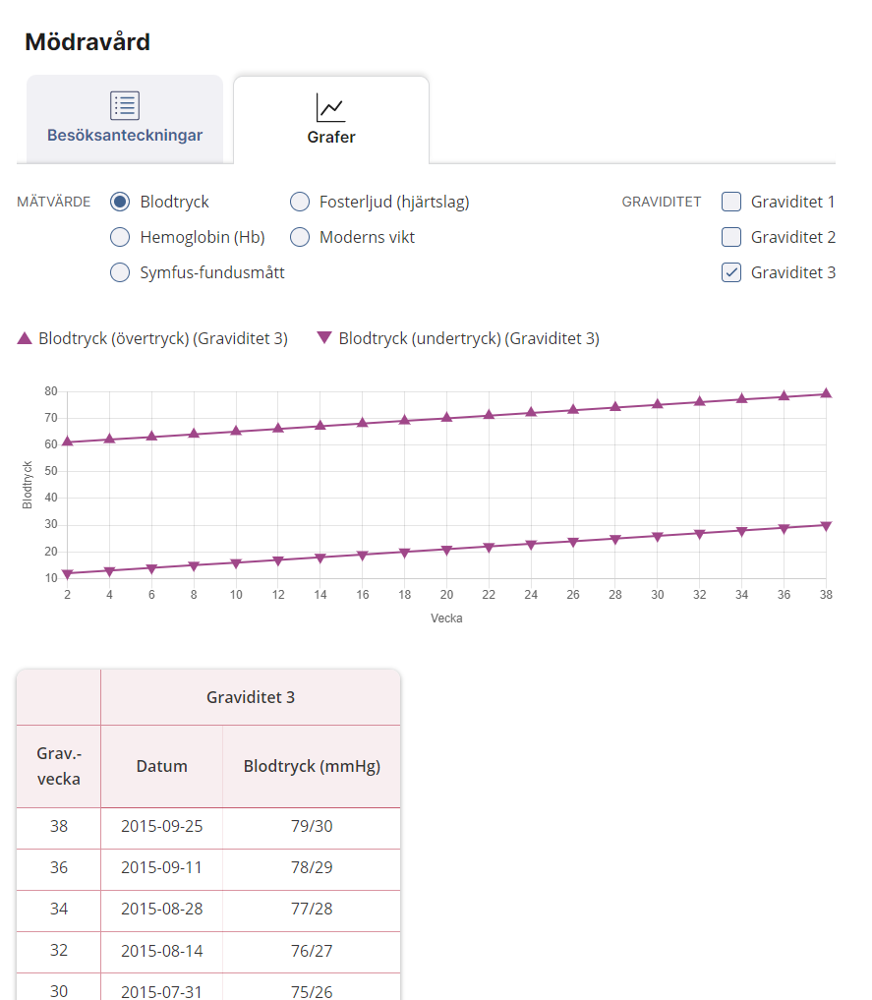 Mödravård
Besöksanteckningar
Grafer
MÄTVÄRDE
Blodtryck
Fosterljud (hjärtslag)
GRAVIDITET
Graviditet 1
Hemoglobin (Hb)
Moderns vikt
Graviditet 2
Symfus-fundusmått
Graviditet 3
Blodtryck (övertryck) (Graviditet 3)
Blodtryck (undertryck) (Graviditet 3)
80
70
60
50
40
30
20
10
Blodtryck
2 4 6 8 10 12 14 16 18 20 22 24 26 28 30 32 34 36 38
Vecka
Graviditet 3
Grav.-
vecka
Datum
Blodtryck (mmHg)
38 2015-09-25 79/30
36 2015-09-11 78/29
34 2015-08-28 77/28
32 2015-08-14 76/27
30 2015-07-31 75/26